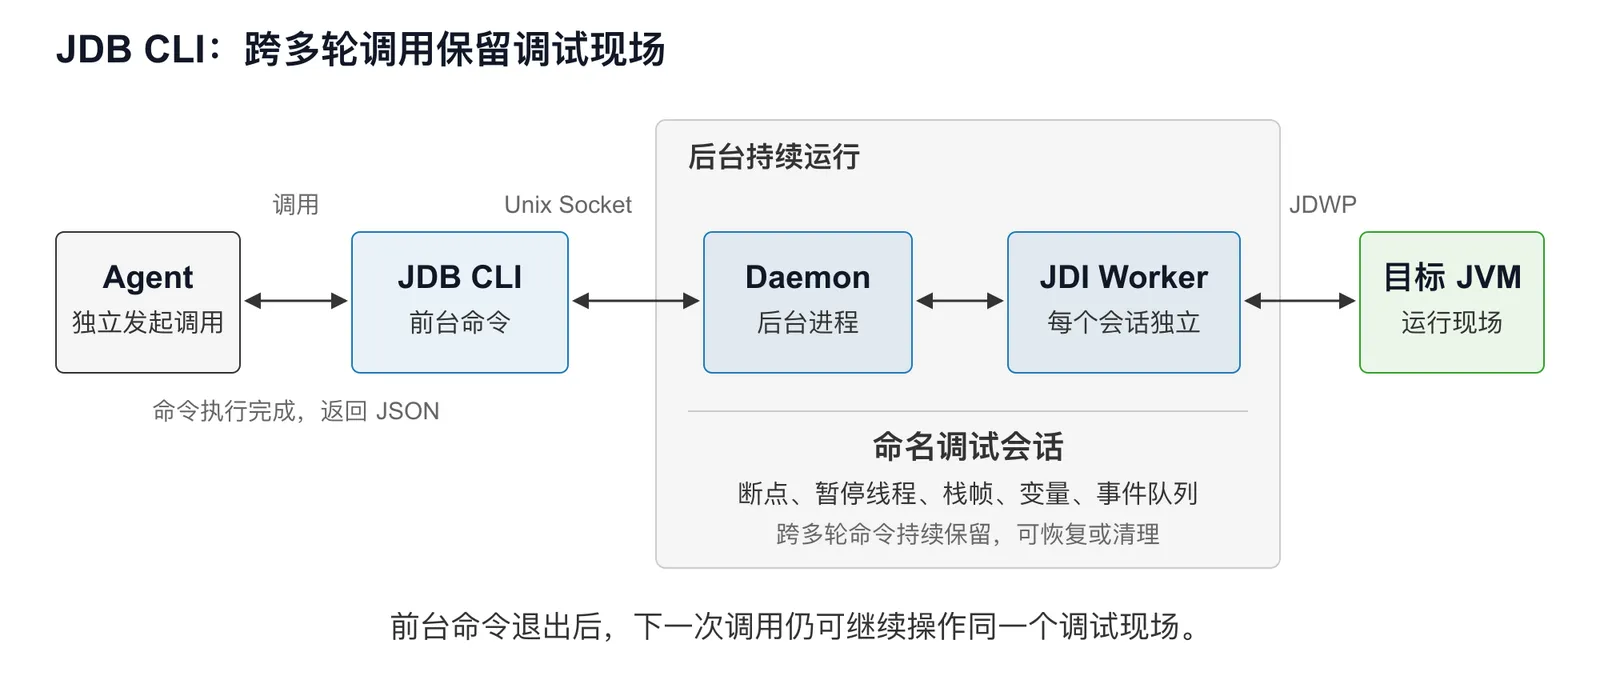 JDB CLI：跨多轮调用保留调试现场
后台持续运行
调用
Unix Socket
JDWP
Agent
独立发起调用
JDB CLI
前台命令
Daemon
后台进程
JDI Worker
每个会话独立
目标 JVM
运行现场
命令执行完成，返回 JSON
命名调试会话
断点、暂停线程、栈帧、变量、事件队列
跨多轮命令持续保留，可恢复或清理
前台命令退出后，下一次调用仍可继续操作同一个调试现场。